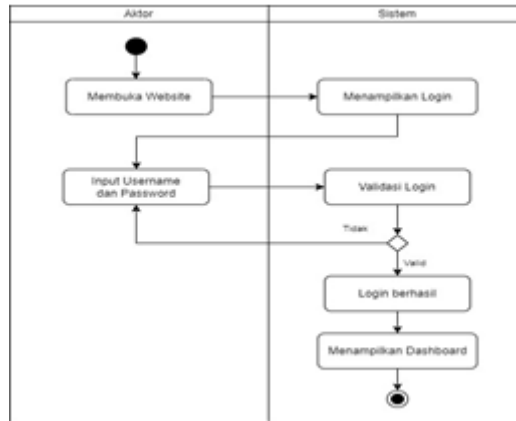 Aktor
Sistem
Membuka Website
Menampilkan Login
Input Username
dan Password
Validasi Login
Tidak
Valid
Login berhasil
Menampilkan Dashboard